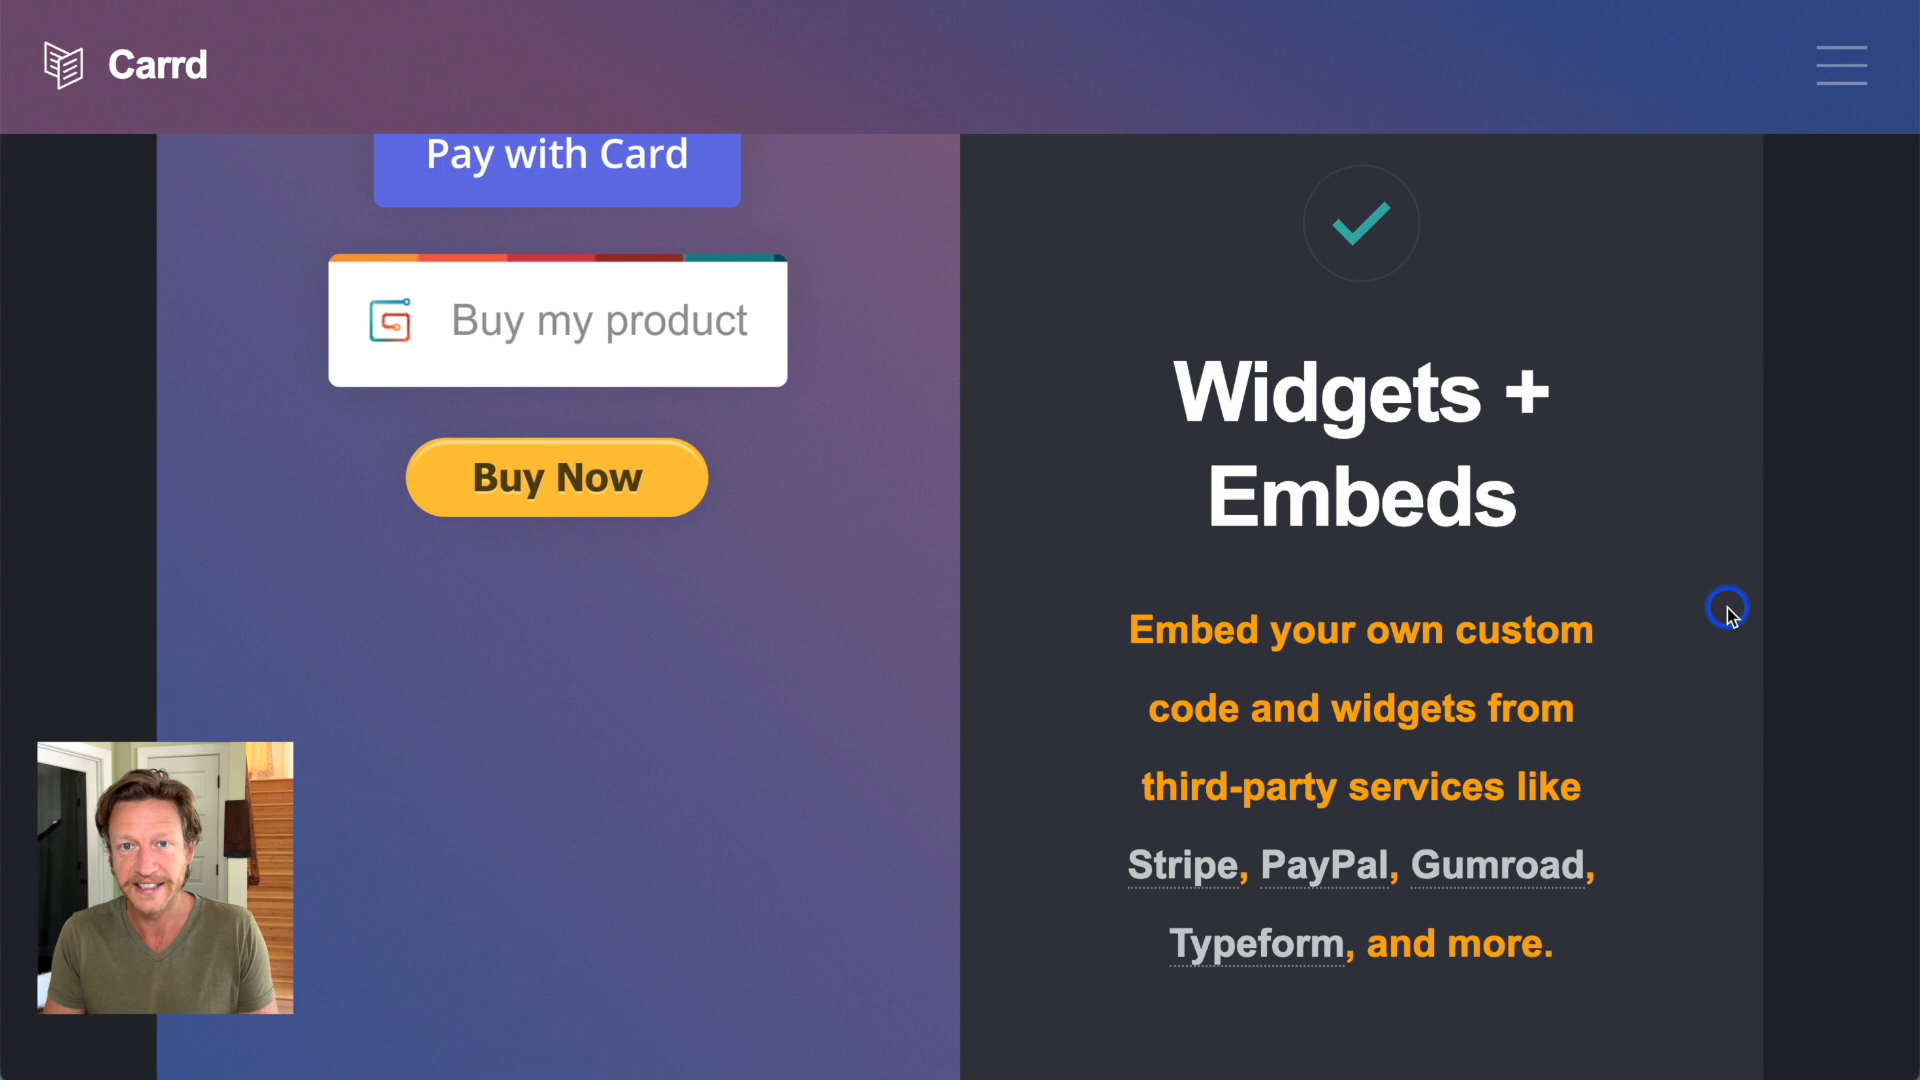 Carrd
Pay with Card
Buy my product
Buy Now
Widgets +
Embeds
Embed your own custom
code and widgets from
third-party services like
Stripe, PayPal, Gumroad,
Typeform, and more.